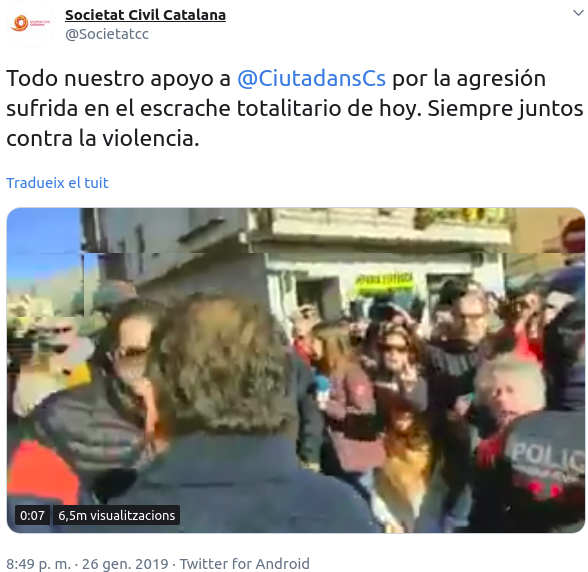 Societat Civil Catalana
@Societatcc
Todo nuestro apoyo a @CiutadansCs por la agresión
sufrida en el escrache totalitario de hoy. Siempre juntos
contra la violencia.
Tradueix el tuit
POLIC
0:07 6,5m visualitzacions
8:49 p. m. · 26 gen. 2019 · Twitter for Android